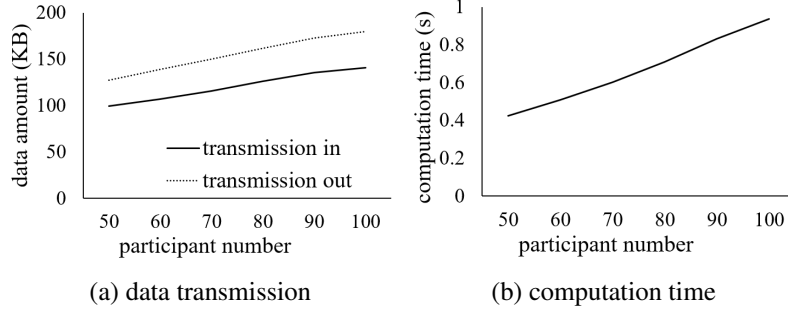 data amount (KB)
200
150
100
50
0
transmission in
transmission out
50 60 70 80 90 100
participant number
(a) data transmission
computation time (s)
1
0.8
0.6
0.4
0.2
0
50 60 70 80 90 100
participant number
(b) computation time